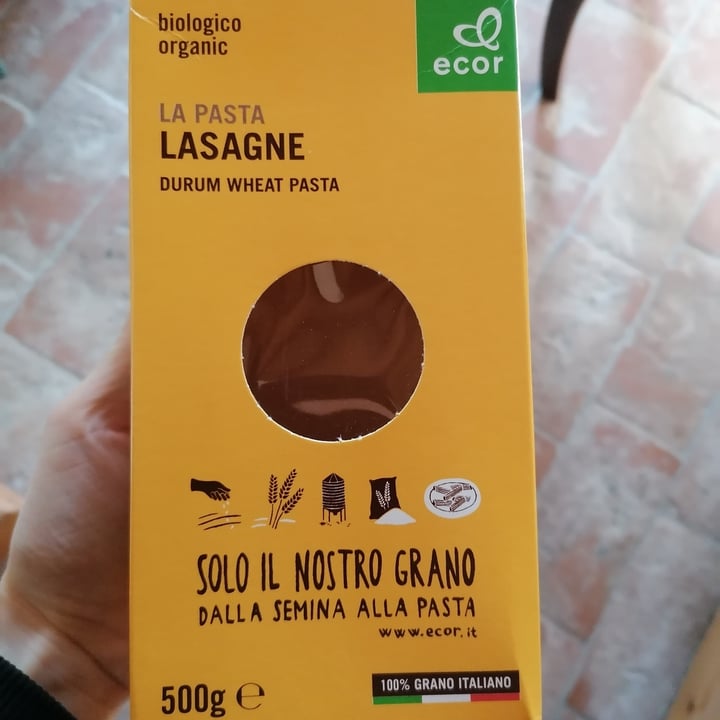 biologico
organic
ecor
LA PASTA
LASAGNE
DURUM WHEAT PASTA
SOLO IL NOSTRO GRANO
DALLA SEMINA ALLA PASTA
www.ecor.it
500g ℮
100% GRANO ITALIANO